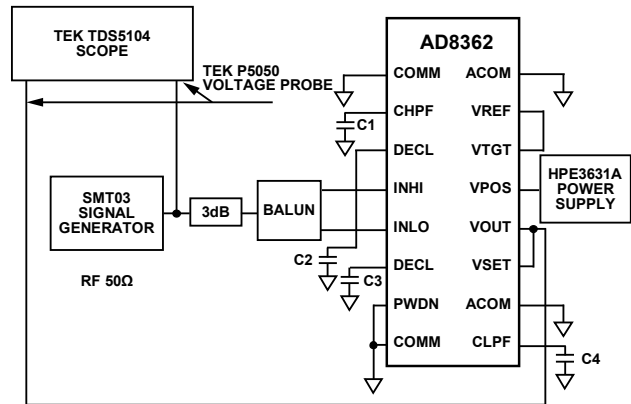 TEK TDS5104
SCOPE
TEK P5050
VOLTAGE PROBE
AD8362
COMM
ACOM
CHPF
VREF
C1
DECL
VTGT
SMT03
SIGNAL
GENERATOR
3dB
BALUN
INHI
VPOS
HPE3631A
POWER
SUPPLY
INLO
VOUT
C2
RF 50Ω
DECL
VSET
C3
PWDN
ACOM
COMM
CLPF
C4